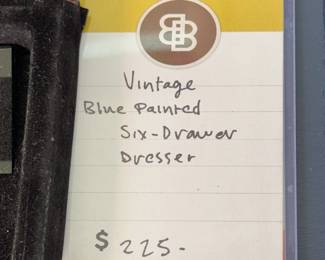 Vintage
Blue Painted
Six-Drawer
Dresser
$ 225-